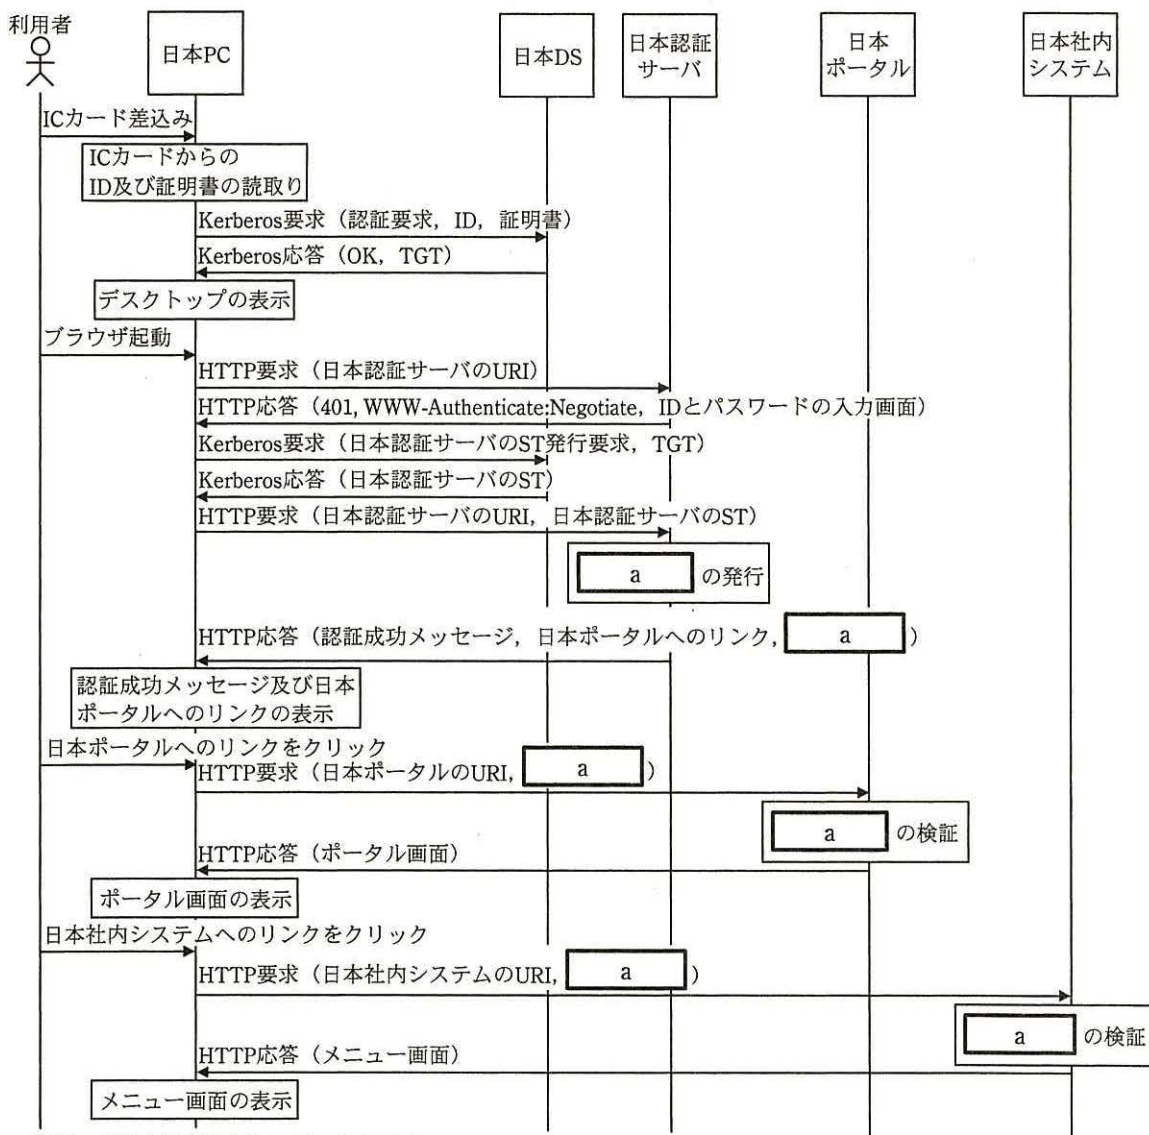 利用者
日本PC
日本DS
日本認証
サーバ
日本
ポータル
日本社内
システム
ICカード差込み
ICカードからの
ID及び証明書の読取り
Kerberos要求（認証要求，ID，証明書）
Kerberos応答（OK，TGT）
デスクトップの表示
ブラウザ起動
HTTP要求（日本認証サーバのURI）
HTTP応答（401, WWW-Authenticate:Negotiate，IDとパスワードの入力画面）
Kerberos要求（日本認証サーバのST発行要求，TGT）
Kerberos応答（日本認証サーバのST）
HTTP要求（日本認証サーバのURI，日本認証サーバのST）
a の発行
HTTP応答（認証成功メッセージ，日本ポータルへのリンク， a ）
認証成功メッセージ及び日本
ポータルへのリンクの表示
日本ポータルへのリンクをクリック
HTTP要求（日本ポータルのURI， a ）
a の検証
HTTP応答（ポータル画面）
ポータル画面の表示
日本社内システムへのリンクをクリック
HTTP要求（日本社内システムのURI， a ）
a の検証
HTTP応答（メニュー画面）
メニュー画面の表示